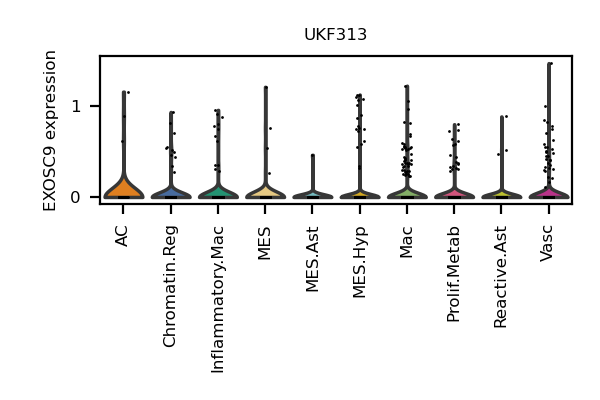 UKF313
EXOSC9 expression
1
0
AC
Chromatin.Reg
Inflammatory.Mac
MES
MES.Ast
MES.Hyp
Mac
Prolif.Metab
Reactive.Ast
Vasc